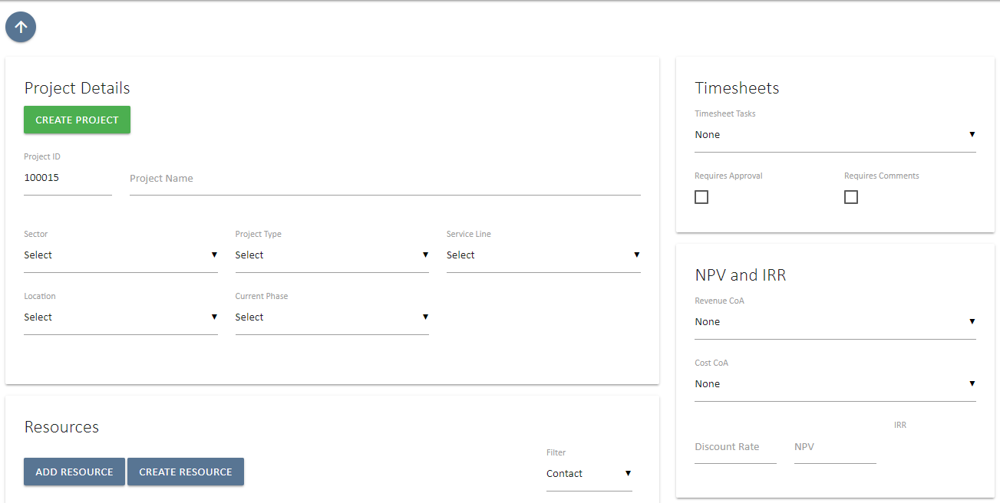 Project Details
CREATE PROJECT
Project ID
100015
Project Name
Sector
Project Type
Service Line
Select
Select
Select
Location
Current Phase
Select
Select
Resources
ADD RESOURCE
CREATE RESOURCE
Filter
Contact
Timesheets
Timesheet Tasks
None
Requires Approval
Requires Comments
NPV and IRR
Revenue CoA
None
Cost CoA
None
IRR
Discount Rate
NPV